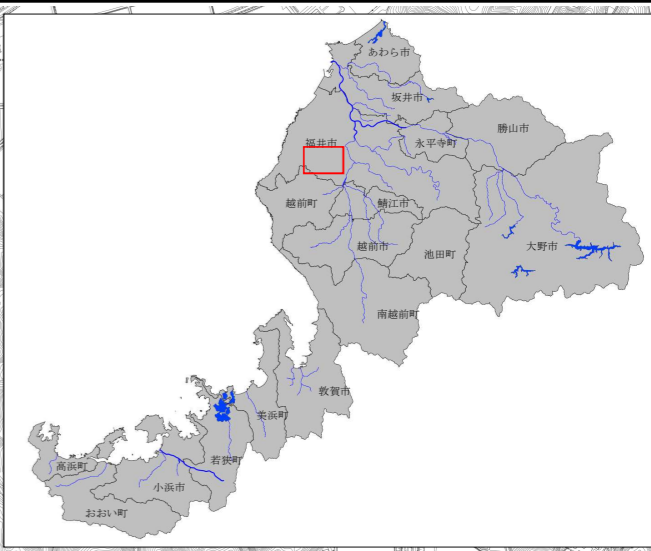 あわら市
坂井市
勝山市
福井市
永平寺町
越前町
鯖江市
越前市
池田町
大野市
南越前町
敦賀市
美浜町
若狭町
高浜町
小浜市
おおい町